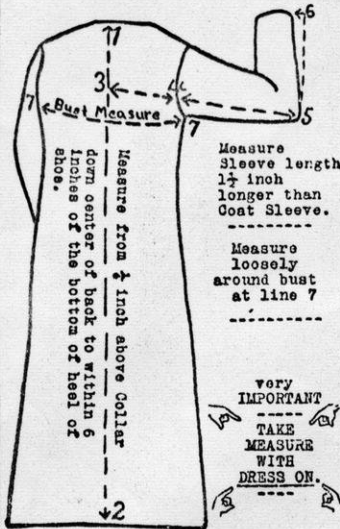 1
6
3
4
7
Bust Measure
7
5
Measure
Sleeve length
1½ inch
longer than
Coat Sleeve.
Measure
loosely
around bust
at line 7
Measure from ½ inch above Collar
down center of back to within 6
inches of the bottom of heel of
shoe.
very
IMPORTANT
TAKE
MEASURE
WITH
DRESS ON.
2